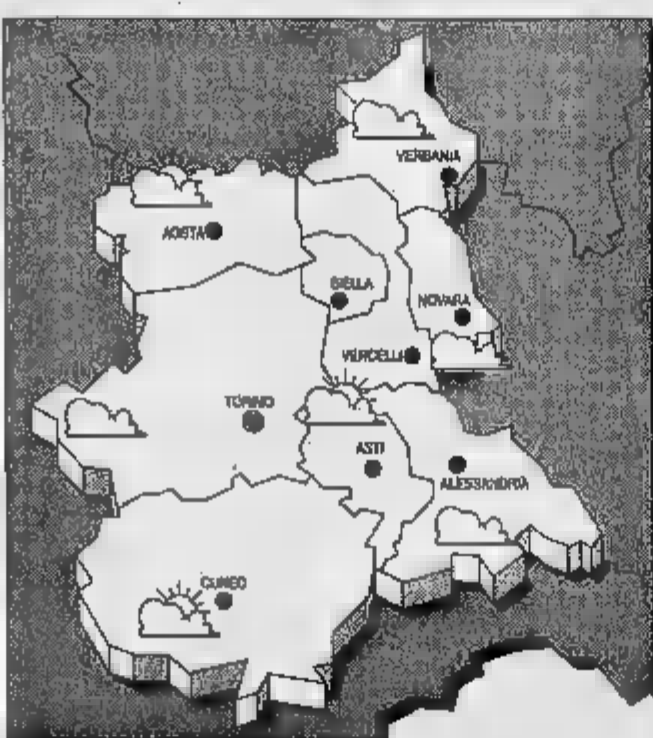 VERBANIA
AOSTA
BIELLA
NOVARA
VERCELLI
TORINO
ASTI
ALESSANDRIA
CUNEO